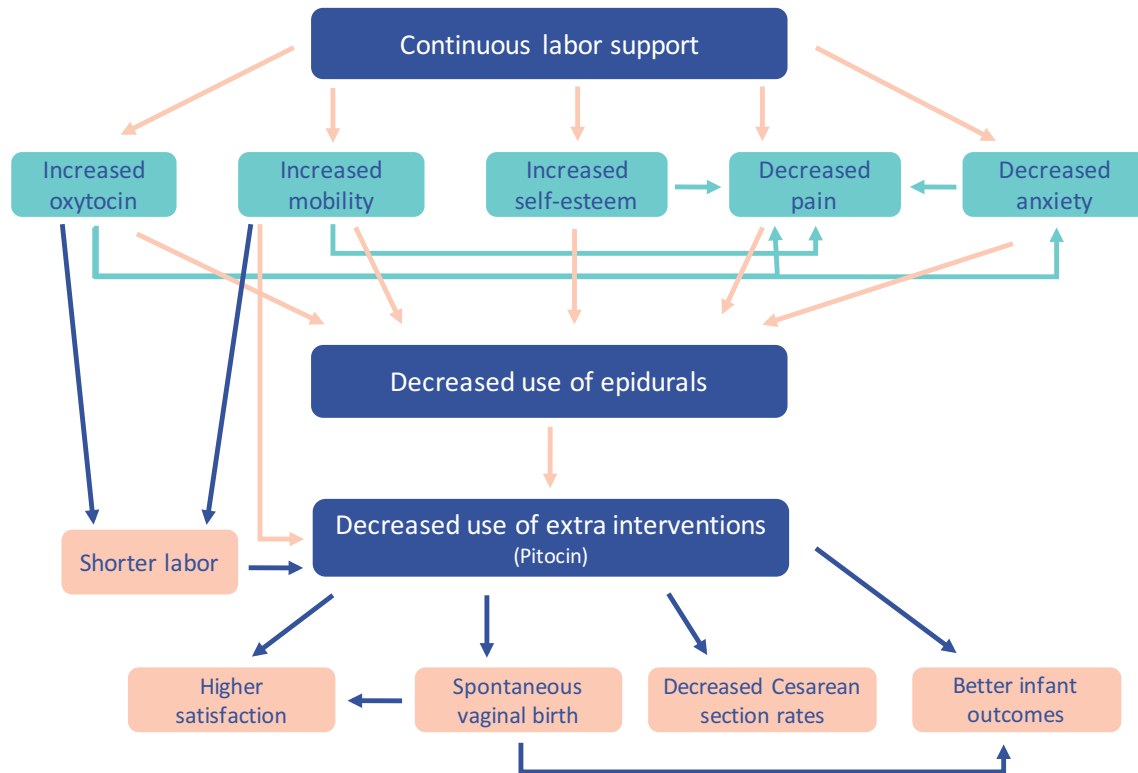 Continuous labor support
Increased
oxytocin
Increased
mobility
Increased
self-esteem
Decreased
pain
Decreased
anxiety
Decreased use of epidurals
Decreased use of extra interventions
(Pitocin)
Shorter labor
Higher
satisfaction
Spontaneous
vaginal birth
Decreased Cesarean
section rates
Better infant
outcomes